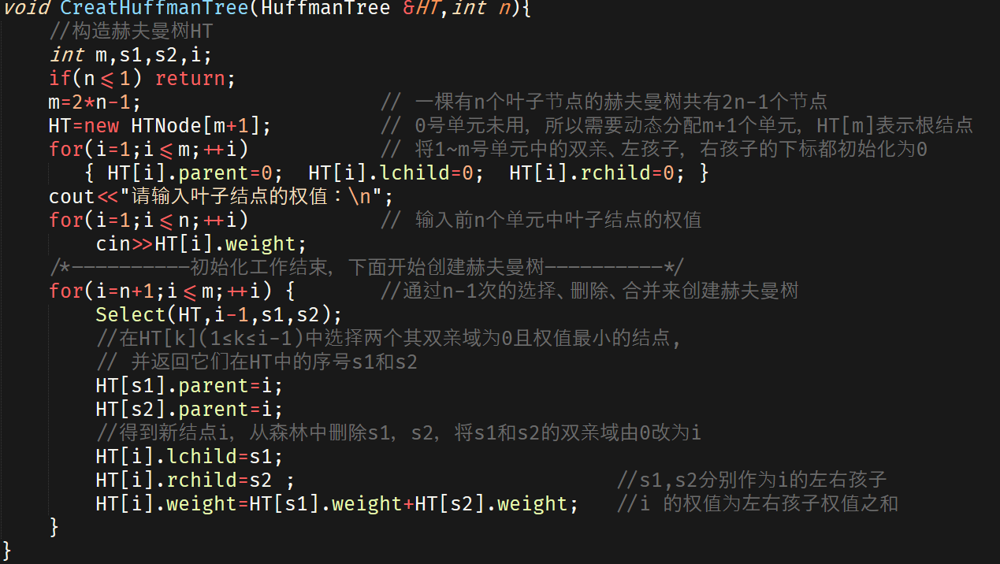 void CreatHuffmanTree(HuffmanTree &HT,int n){
//构造赫夫曼树HT
int m,s1,s2,i;
if(n<=1) return;
m=2*n-1; // 一棵有n个叶子节点的赫夫曼树共有2n-1个节点
HT=new HTNode[m+1]; // 0号单元未用，所以需要动态分配m+1个单元，HT[m]表示根结点
for(i=1;i<=m;++i) // 将1~m号单元中的双亲、左孩子，右孩子的下标都初始化为0
{ HT[i].parent=0; HT[i].lchild=0; HT[i].rchild=0; }
cout<<"请输入叶子结点的权值：\n";
for(i=1;i<=n;++i) // 输入前n个单元中叶子结点的权值
cin>>HT[i].weight;
/*----------初始化工作结束，下面开始创建赫夫曼树----------*/
for(i=n+1;i<=m;++i) { //通过n-1次的选择、删除、合并来创建赫夫曼树
Select(HT,i-1,s1,s2);
//在HT[k](1≤k≤i-1)中选择两个其双亲域为0且权值最小的结点,
// 并返回它们在HT中的序号s1和s2
HT[s1].parent=i;
HT[s2].parent=i;
//得到新结点i，从森林中删除s1，s2，将s1和s2的双亲域由0改为i
HT[i].lchild=s1;
HT[i].rchild=s2 ; //s1,s2分别作为i的左右孩子
HT[i].weight=HT[s1].weight+HT[s2].weight; //i 的权值为左右孩子权值之和
}
}